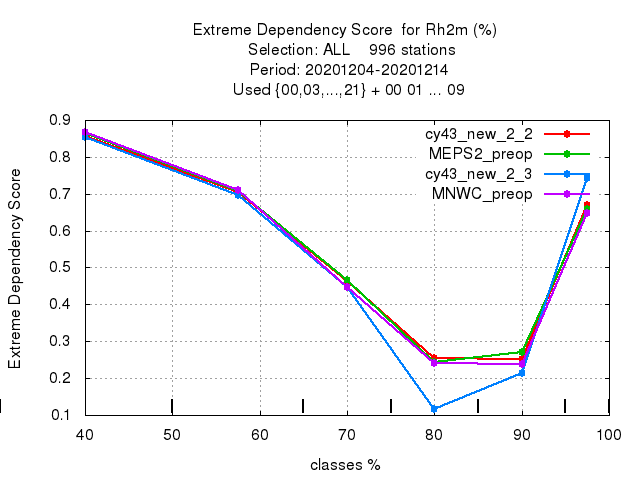 Extreme Dependency Score for Rh2m (%)
Selection: ALL 996 stations
Period: 20201204-20201214
Used {00,03,...,21} + 00 01 ... 09
Extreme Dependency Score
0.9
0.8
0.7
0.6
0.5
0.4
0.3
0.2
0.1
cy43_new_2_2
MEPS2_preop
cy43_new_2_3
MNWC_preop
40 50 60 70 80 90 100
classes %